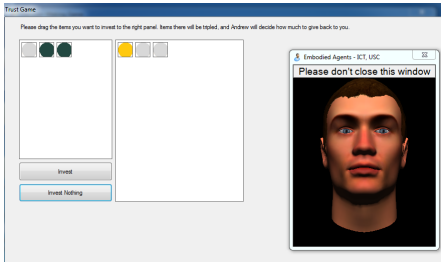 Trust Game
Please drag the items you want to invest to the right panel. Items there will be tripled, and Andrew will decide how much to give back to you.
Embodied Agents - ICT, USC
Please don't close this window
Invest
Invest Nothing